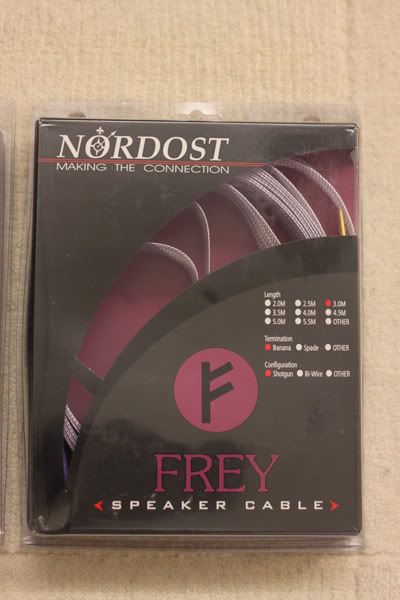 NORDOST
MAKING THE CONNECTION
Length
2.0M 2.5M 3.0M
3.5M 4.0M 4.5M
5.0M 5.5M OTHER
Termination
Banana Spade OTHER
Configuration
Shotgun Bi-Wire OTHER
FREY
SPEAKER CABLE